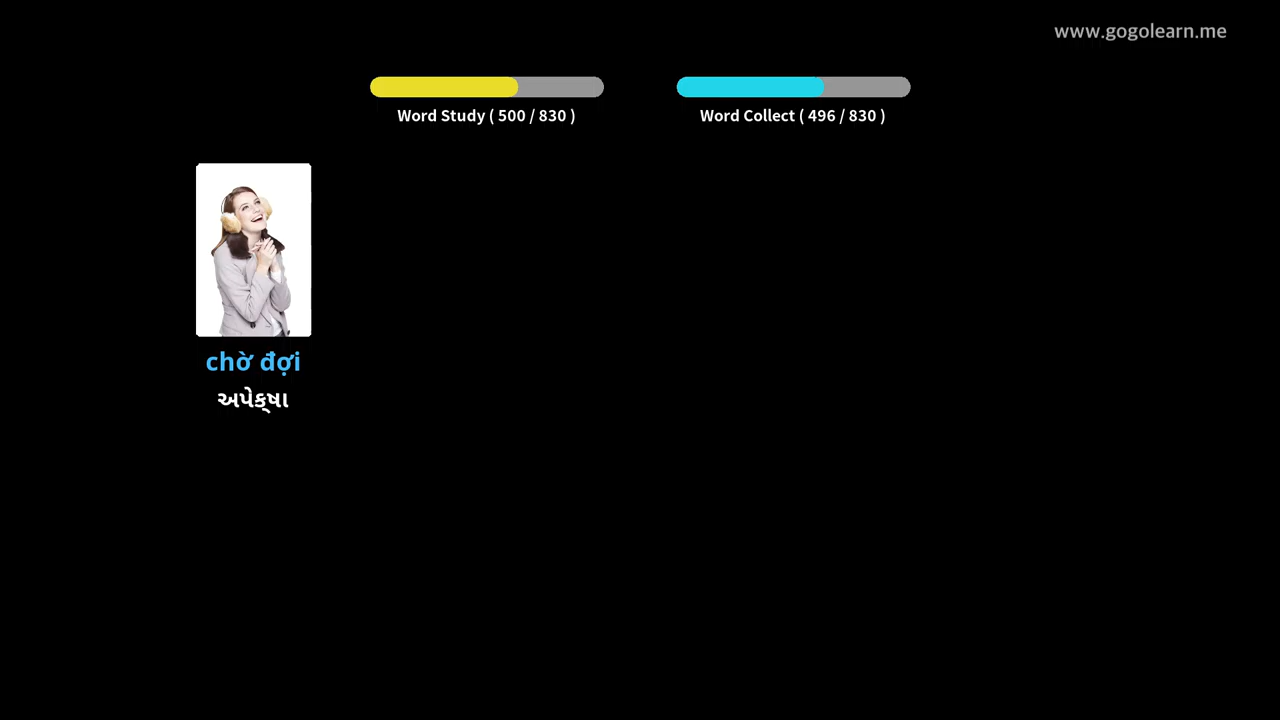 www.gogolearn.me
Word Study ( 500 / 830 )
Word Collect ( 496 / 830 )
chờ đợi
અપેક્ષા